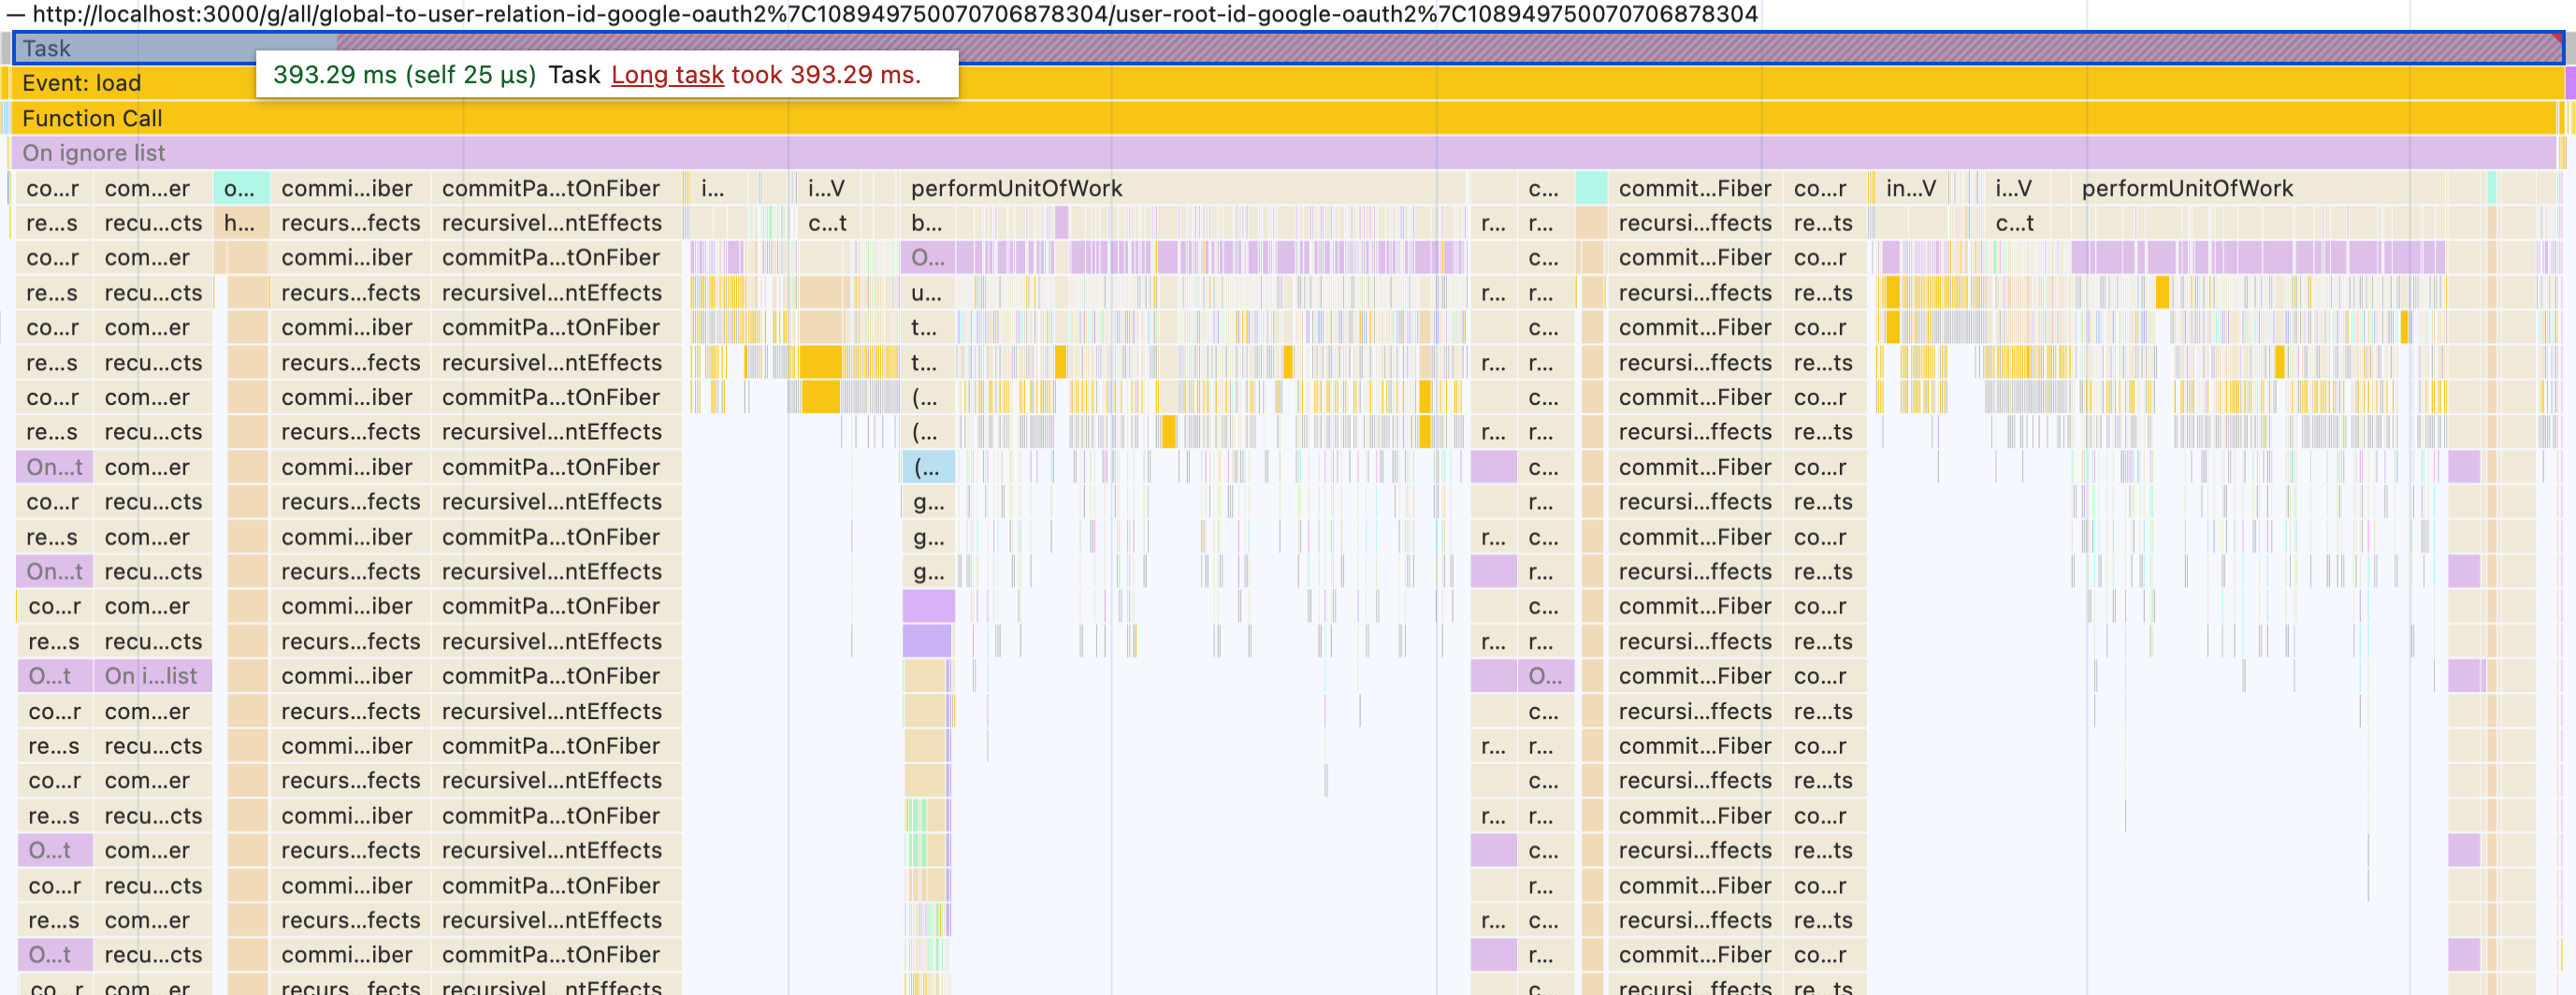 — http://localhost:3000/g/all/global-to-user-relation-id-google-oauth2%7C108949750070706878304/user-root-id-google-oauth2%7C108949750070706878304
Task
393.29 ms (self 25 μs) Task Long task took 393.29 ms.
Event: load
Function Call
On ignore list
co...r com...er o... commi...iber commitPa...tOnFiber i... i...V performUnitOfWork c... commit...Fiber co...r in...V i...V performUnitOfWork
re...s recu...cts h... recurs...fects recursivel...ntEffects c...t b... r... r... recursi...ffects re...ts c...t
co...r com...er commi...iber commitPa...tOnFiber O... c... commit...Fiber co...r
re...s recu...cts recurs...fects recursivel...ntEffects u... r... r... recursi...ffects re...ts
co...r com...er commi...iber commitPa...tOnFiber t... c... commit...Fiber co...r
re...s recu...cts recurs...fects recursivel...ntEffects t... r... r... recursi...ffects re...ts
co...r com...er commi...iber commitPa...tOnFiber (... c... commit...Fiber co...r
re...s recu...cts recurs...fects recursivel...ntEffects (... r... r... recursi...ffects re...ts
On...t com...er commi...iber commitPa...tOnFiber (... c... commit...Fiber co...r
co...r recu...cts recurs...fects recursivel...ntEffects g... r... recursi...ffects re...ts
re...s com...er commi...iber commitPa...tOnFiber g... r... c... commit...Fiber co...r
On...t recu...cts recurs...fects recursivel...ntEffects g... r... recursi...ffects re...ts
co...r com...er commi...iber commitPa...tOnFiber c... commit...Fiber co...r
re...s recu...cts recurs...fects recursivel...ntEffects r... r... recursi...ffects re...ts
O...t On i...list commi...iber commitPa...tOnFiber O... commit...Fiber co...r
co...r com...er recurs...fects recursivel...ntEffects c... recursi...ffects re...ts
re...s recu...cts commi...iber commitPa...tOnFiber r... r... commit...Fiber co...r
co...r com...er recurs...fects recursivel...ntEffects c... recursi...ffects re...ts
re...s recu...cts commi...iber commitPa...tOnFiber r... r... commit...Fiber co...r
O...t com...er recurs...fects recursivel...ntEffects c... recursi...ffects re...ts
co...r recu...cts commi...iber commitPa...tOnFiber r... commit...Fiber co...r
re...s com...er recurs...fects recursivel...ntEffects r... c... recursi...ffects re...ts
O...t recu...cts commi...iber commitPa...tOnFiber r... commit...Fiber co...r
co...r com...er recurs...fects recursivel...ntEffects c... recursi...ffects re...ts